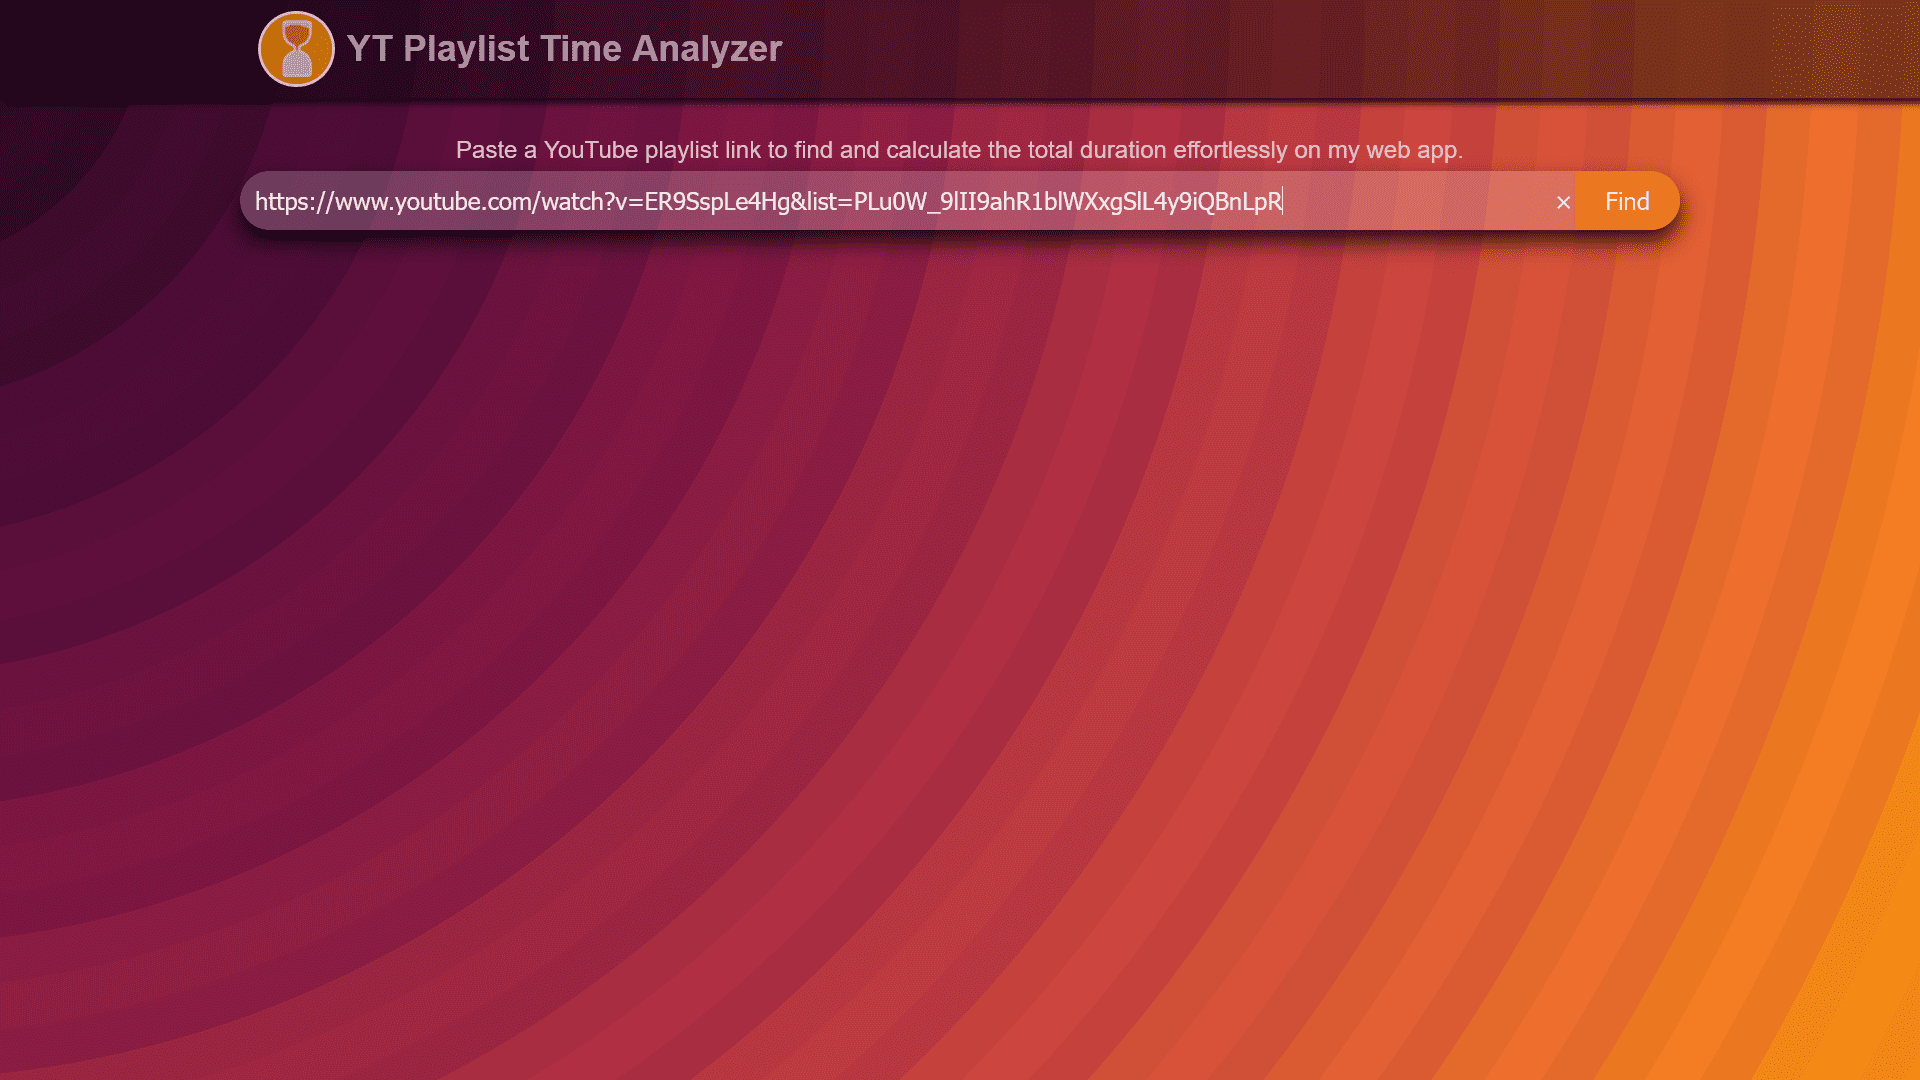 YT Playlist Time Analyzer
Paste a YouTube playlist link to find and calculate the total duration effortlessly on my web app.
https://www.youtube.com/watch?v=ER9SspLe4Hg&list=PLu0W_9lII9ahR1blWXxgSlL4y9iQBnLpR
× Find